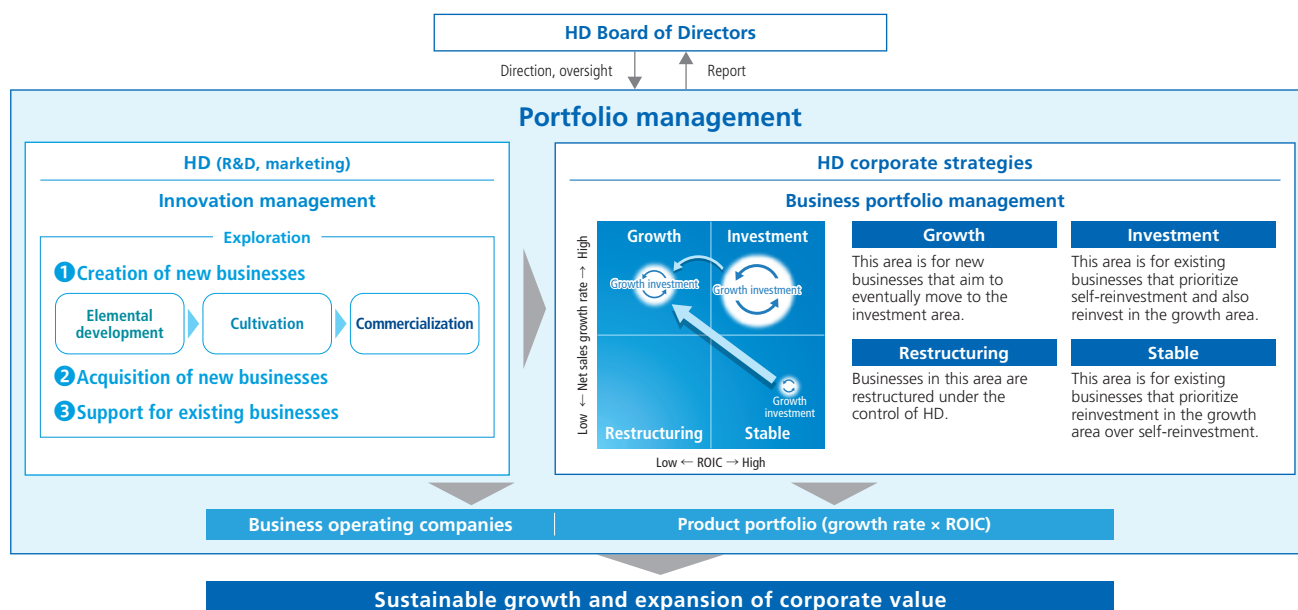 HD Board of Directors
Direction, oversight
Report
Portfolio management
HD (R&D, marketing)
Innovation management
Exploration
❶Creation of new businesses
Elemental
development
Cultivation
Commercialization
❷Acquisition of new businesses
❸Support for existing businesses
HD corporate strategies
Business portfolio management
Low ← Net sales growth rate → High
Growth
Investment
Growth investment
Growth investment
Growth
investment
Restructuring
Stable
Low ← ROIC → High
Growth
This area is for new
businesses that aim to
eventually move to the
investment area.
Investment
This area is for existing
businesses that prioritize
self-reinvestment and also
reinvest in the growth area.
Restructuring
Businesses in this area are
restructured under the
control of HD.
Stable
This area is for existing
businesses that prioritize
reinvestment in the growth
area over self-reinvestment.
Business operating companies
Product portfolio (growth rate × ROIC)
Sustainable growth and expansion of corporate value